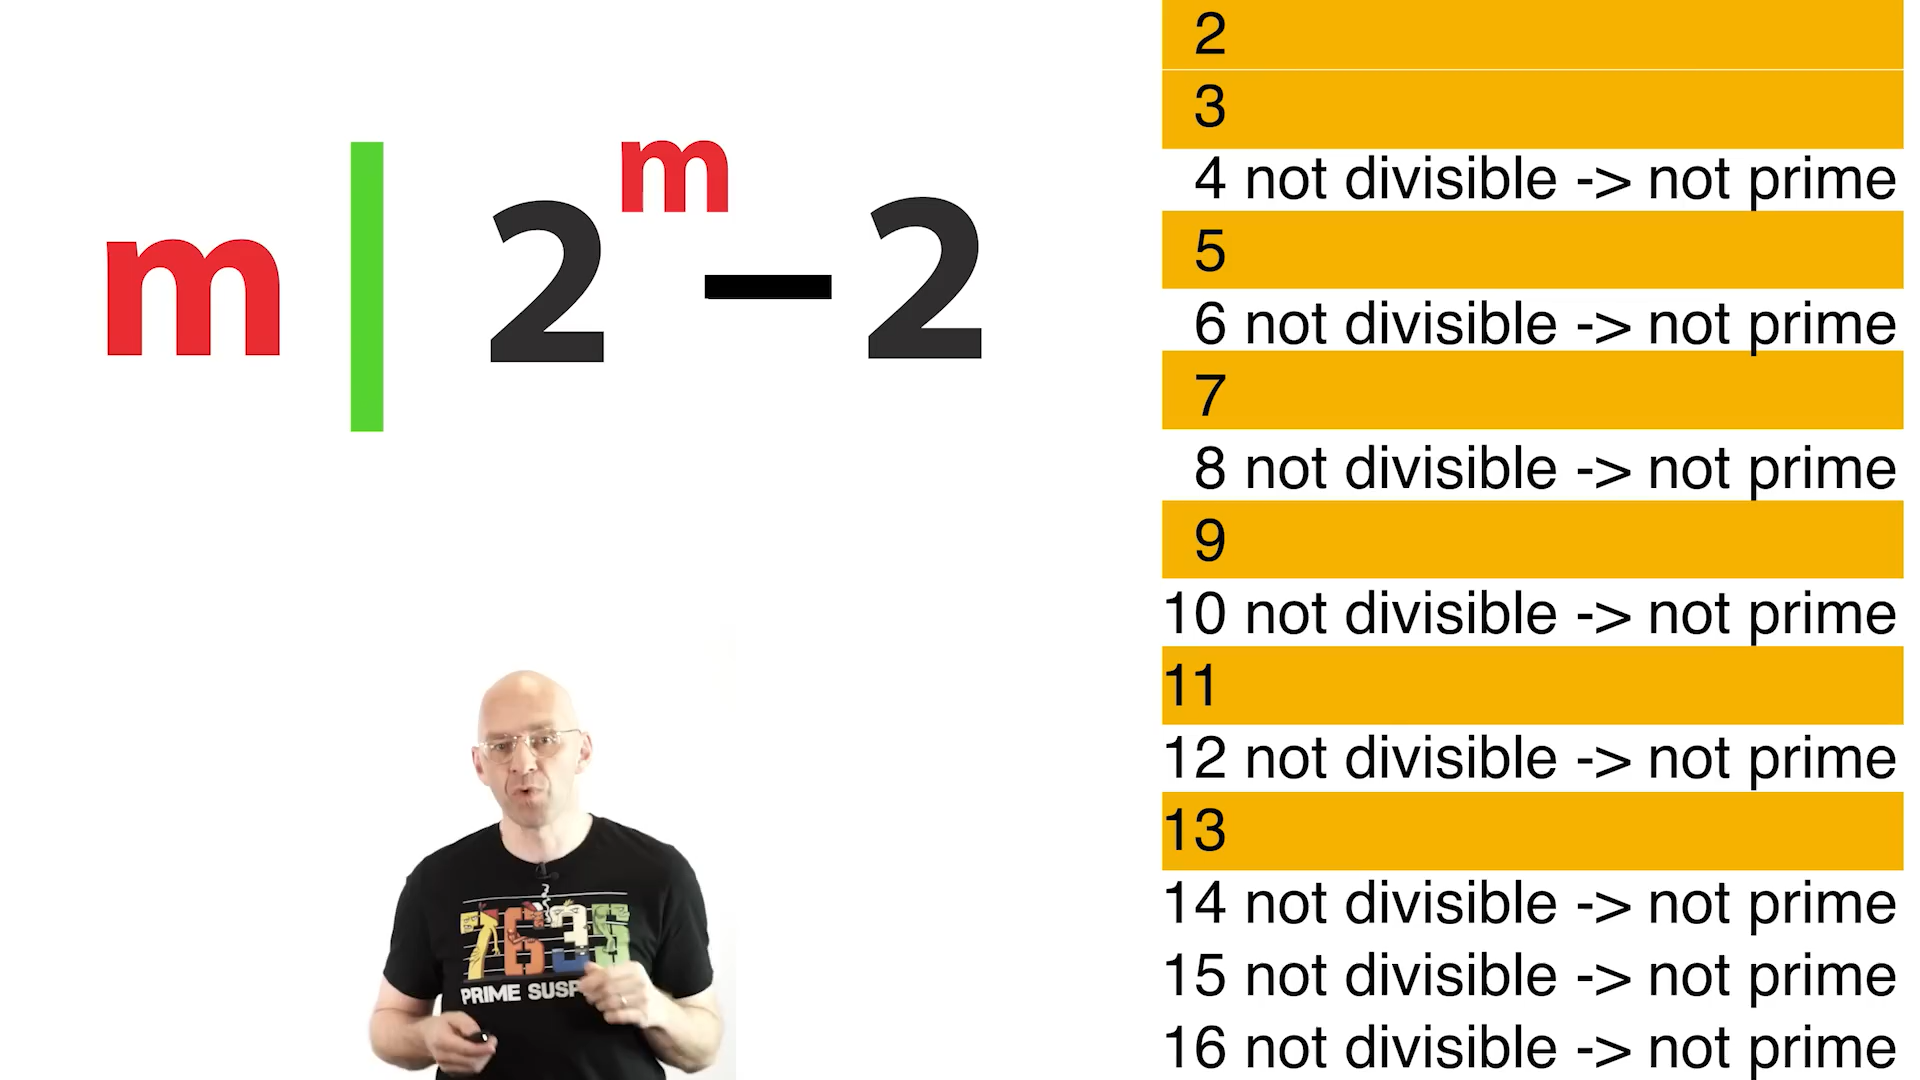 m | 2^m – 2
2
3
4 not divisible -> not prime
5
6 not divisible -> not prime
7
8 not divisible -> not prime
9
10 not divisible -> not prime
11
12 not divisible -> not prime
13
14 not divisible -> not prime
15 not divisible -> not prime
16 not divisible -> not prime
7635
PRIME SUSP